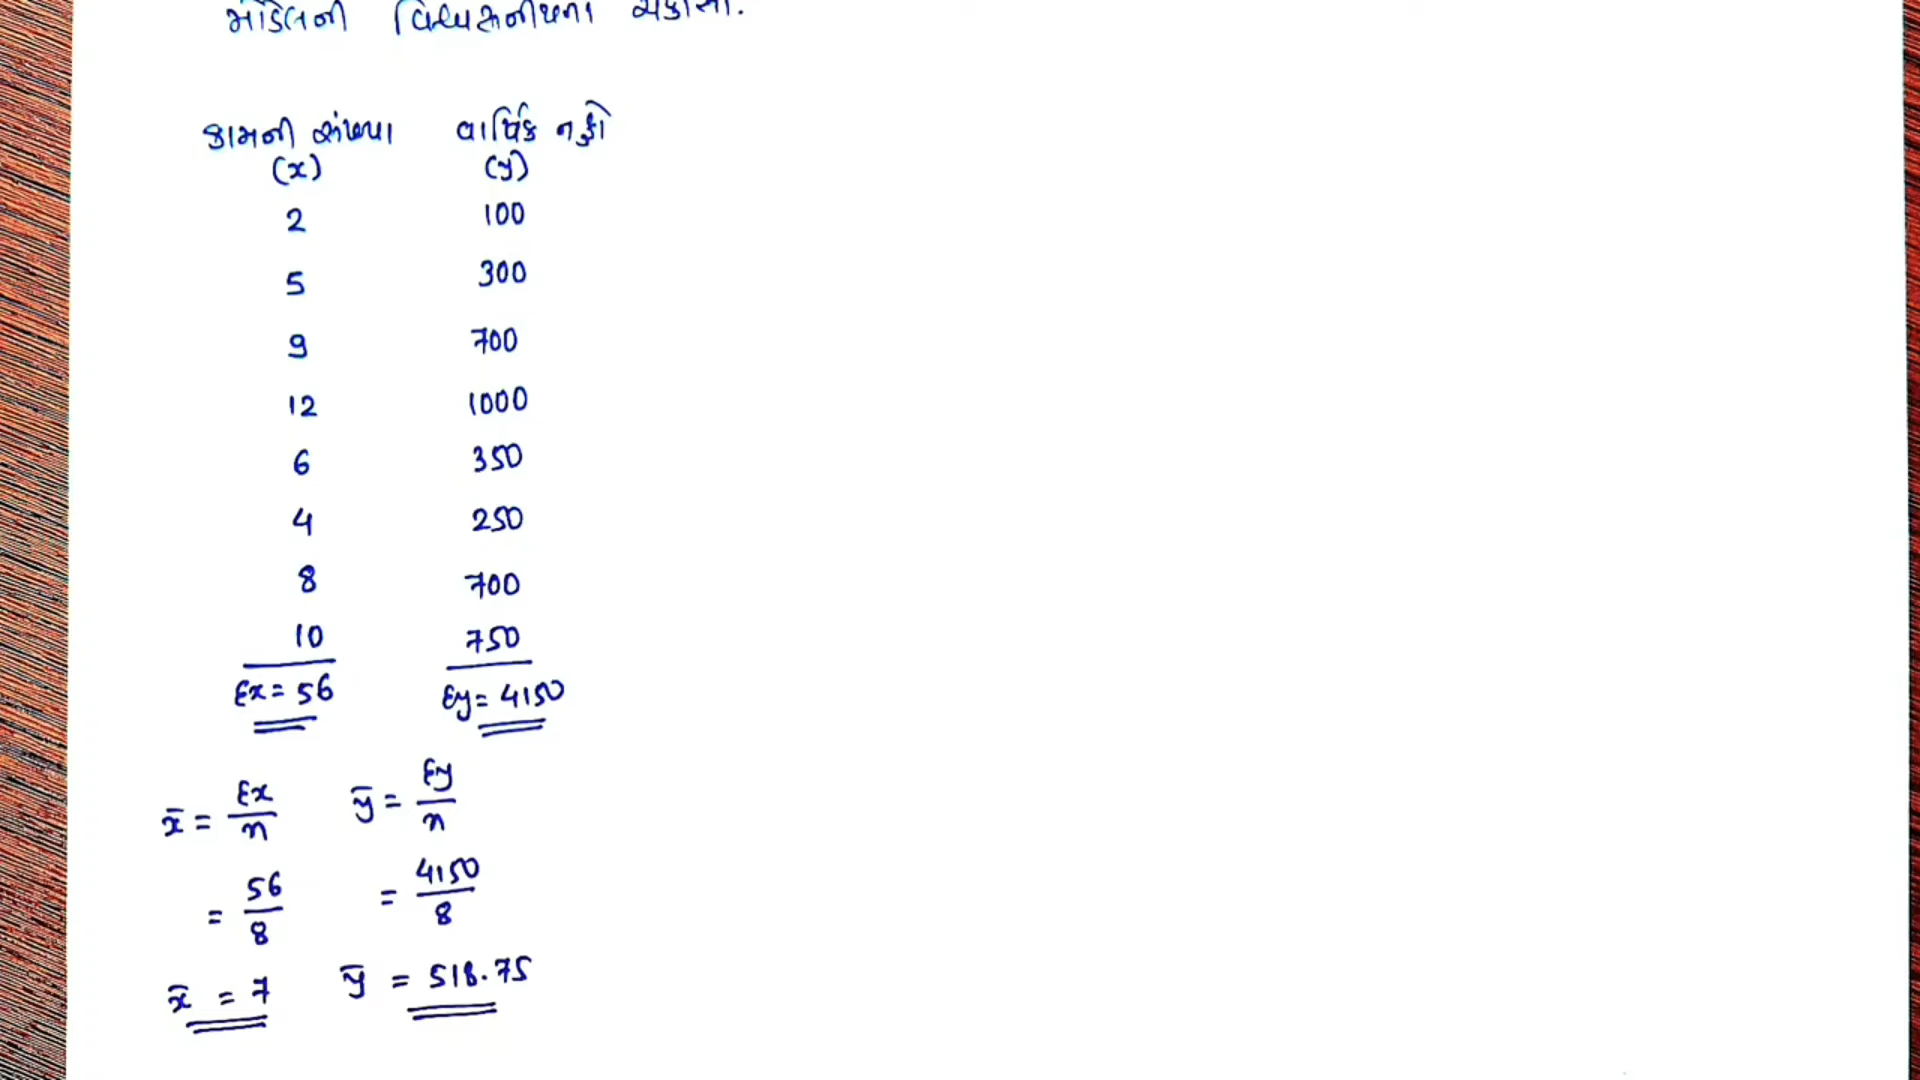 મોડેલની વિશ્વસનીયતા ચકાસો.
કામની સંખ્યા વાર્ષિક નફો
(x) (y)
2 100
5 300
9 700
12 1000
6 350
4 250
8 700
10 750
Σx = 56 Σy = 4150
x̄ = Σx/n ȳ = Σy/n
= 56/8 = 4150/8
x̄ = 7 ȳ = 518.75